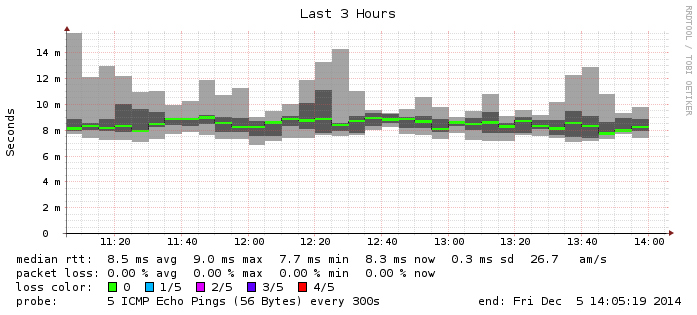 Last 3 Hours
RRDTOOL / TOBI OETIKER
Seconds
14 m
12 m
10 m
8 m
6 m
4 m
2 m
0
11:20 11:40 12:00 12:20 12:40 13:00 13:20 13:40 14:00
median rtt: 8.5 ms avg 9.0 ms max 7.7 ms min 8.3 ms now 0.3 ms sd 26.7 am/s
packet loss: 0.00 % avg 0.00 % max 0.00 % min 0.00 % now
loss color: 0 1/5 2/5 3/5 4/5
probe: 5 ICMP Echo Pings (56 Bytes) every 300s end: Fri Dec 5 14:05:19 2014